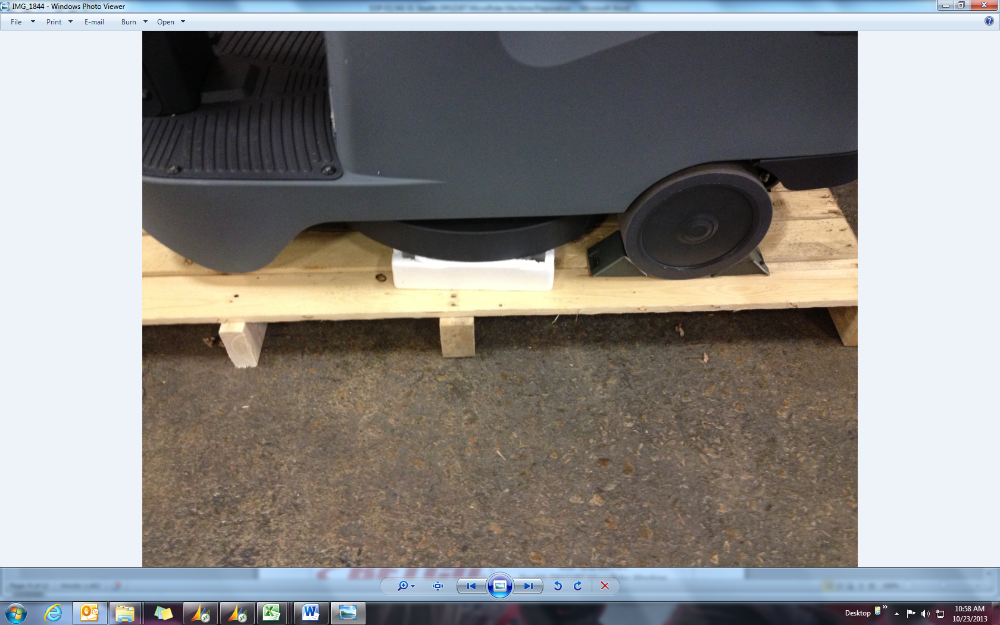 IMG_1844 - Windows Photo Viewer
File Print E-mail Burn Open
Desktop
10:58 AM
10/23/2013